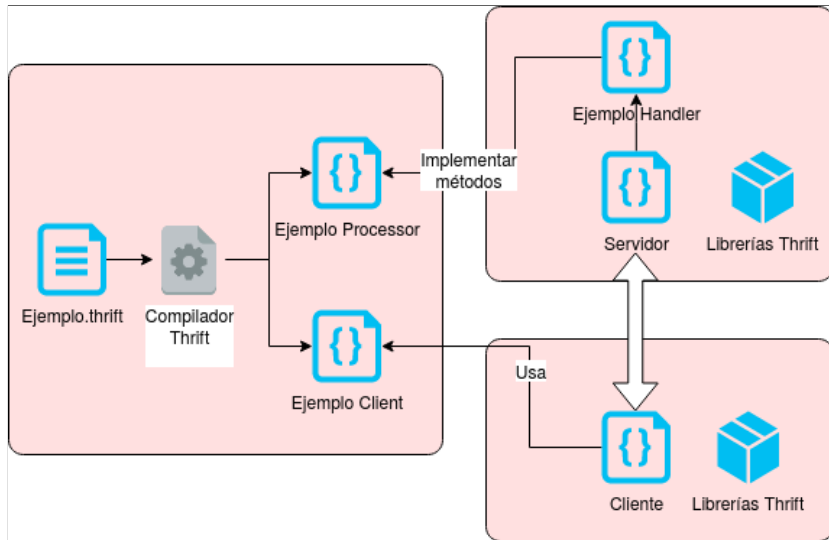 Ejemplo Handler
Implementar
métodos
Ejemplo Processor
Servidor
Librerías Thrift
Ejemplo.thrift
Compilador
Thrift
Ejemplo Client
Usa
Cliente
Librerías Thrift